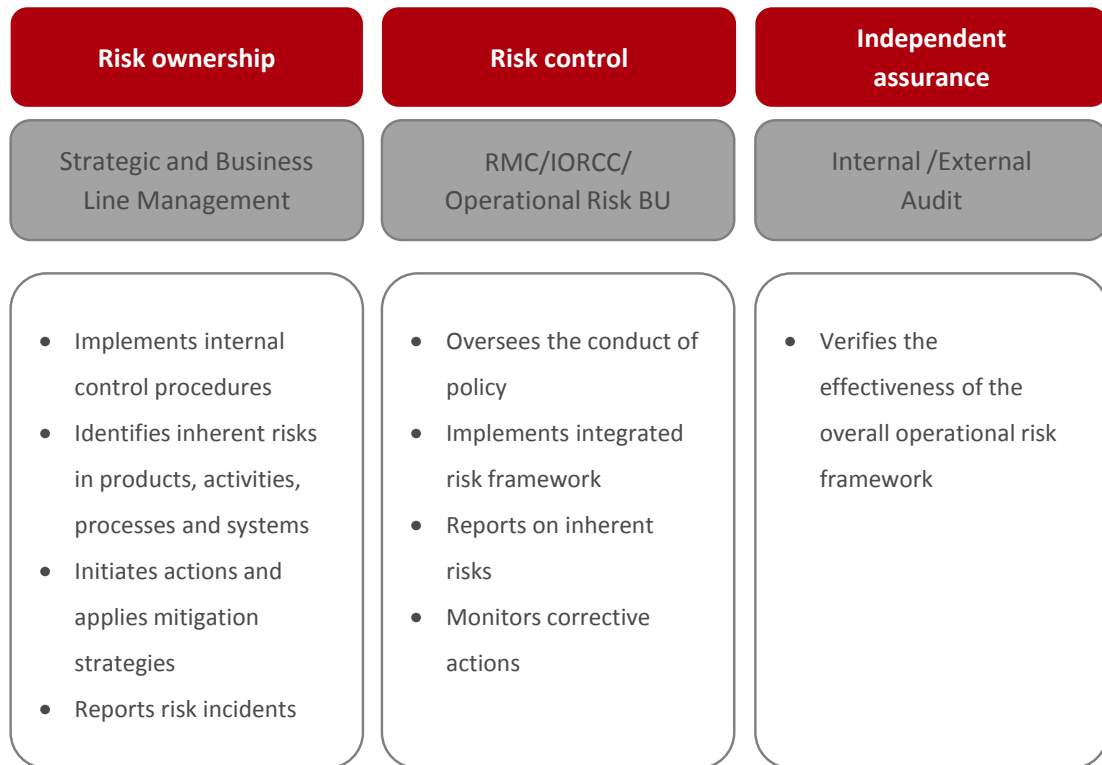 Risk ownership
Strategic and Business
Line Management
• Implements internal
control procedures
• Identifies inherent risks
in products, activities,
processes and systems
• Initiates actions and
applies mitigation
strategies
• Reports risk incidents
Risk control
RMC/IORCC/
Operational Risk BU
• Oversees the conduct of
policy
• Implements integrated
risk framework
• Reports on inherent
risks
• Monitors corrective
actions
Independent
assurance
Internal /External
Audit
• Verifies the
effectiveness of the
overall operational risk
framework